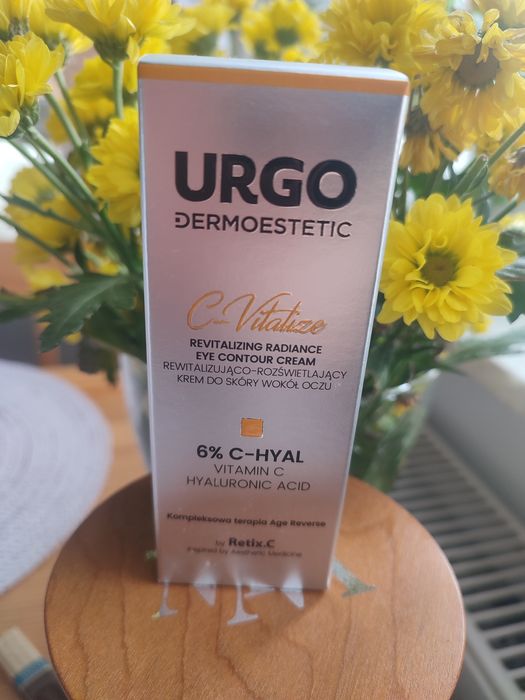 URGO
DERMOESTETIC
C-Vitalize
REVITALIZING RADIANCE
EYE CONTOUR CREAM
REWITALIZUJĄCO-ROZŚWIETLAJĄCY
KREM DO SKÓRY WOKÓŁ OCZU
6% C-HYAL
VITAMIN C
HYALURONIC ACID
Kompleksowa terapia Age Reverse
by Retix.C
Inspired by Aesthetic Medicine